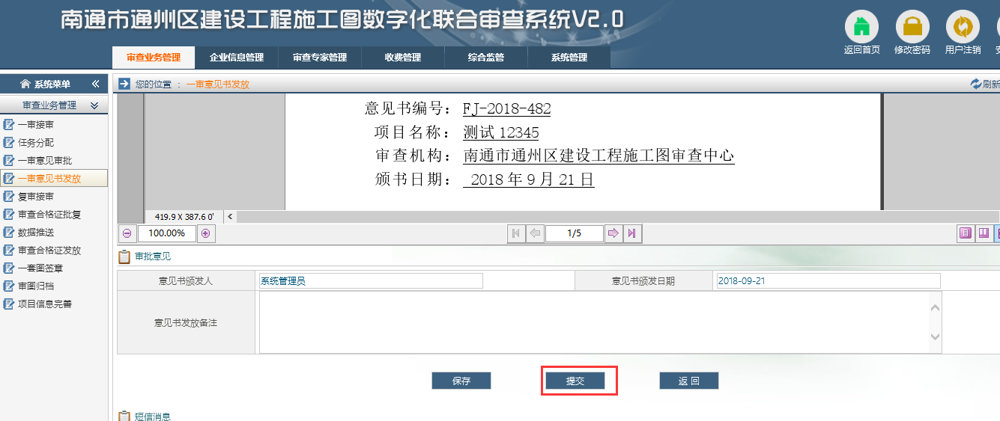 南通市通州区建设工程施工图数字化联合审查系统V2.0
返回首页 修改密码 用户注销
审查业务管理 企业信息管理 审查专家管理 收费管理 综合监管 系统管理
系统菜单
审查业务管理
一审接审
任务分配
一审意见审批
一审意见书发放
复审接审
审查合格证批复
数据推送
审查合格证发放
一套图签章
审图归档
项目信息完善
您的位置 : 一审意见书发放
刷新
意见书编号: FJ-2018-482
项目名称: 测试 12345
审查机构: 南通市通州区建设工程施工图审查中心
颁书日期: 2018 年 9 月 21 日
419.9 X 387.6 0'
100.00%
1/5
审批意见
意见书颁发人 系统管理员 意见书颁发日期 2018-09-21
意见书发放备注
保存 提交 返 回
短信消息